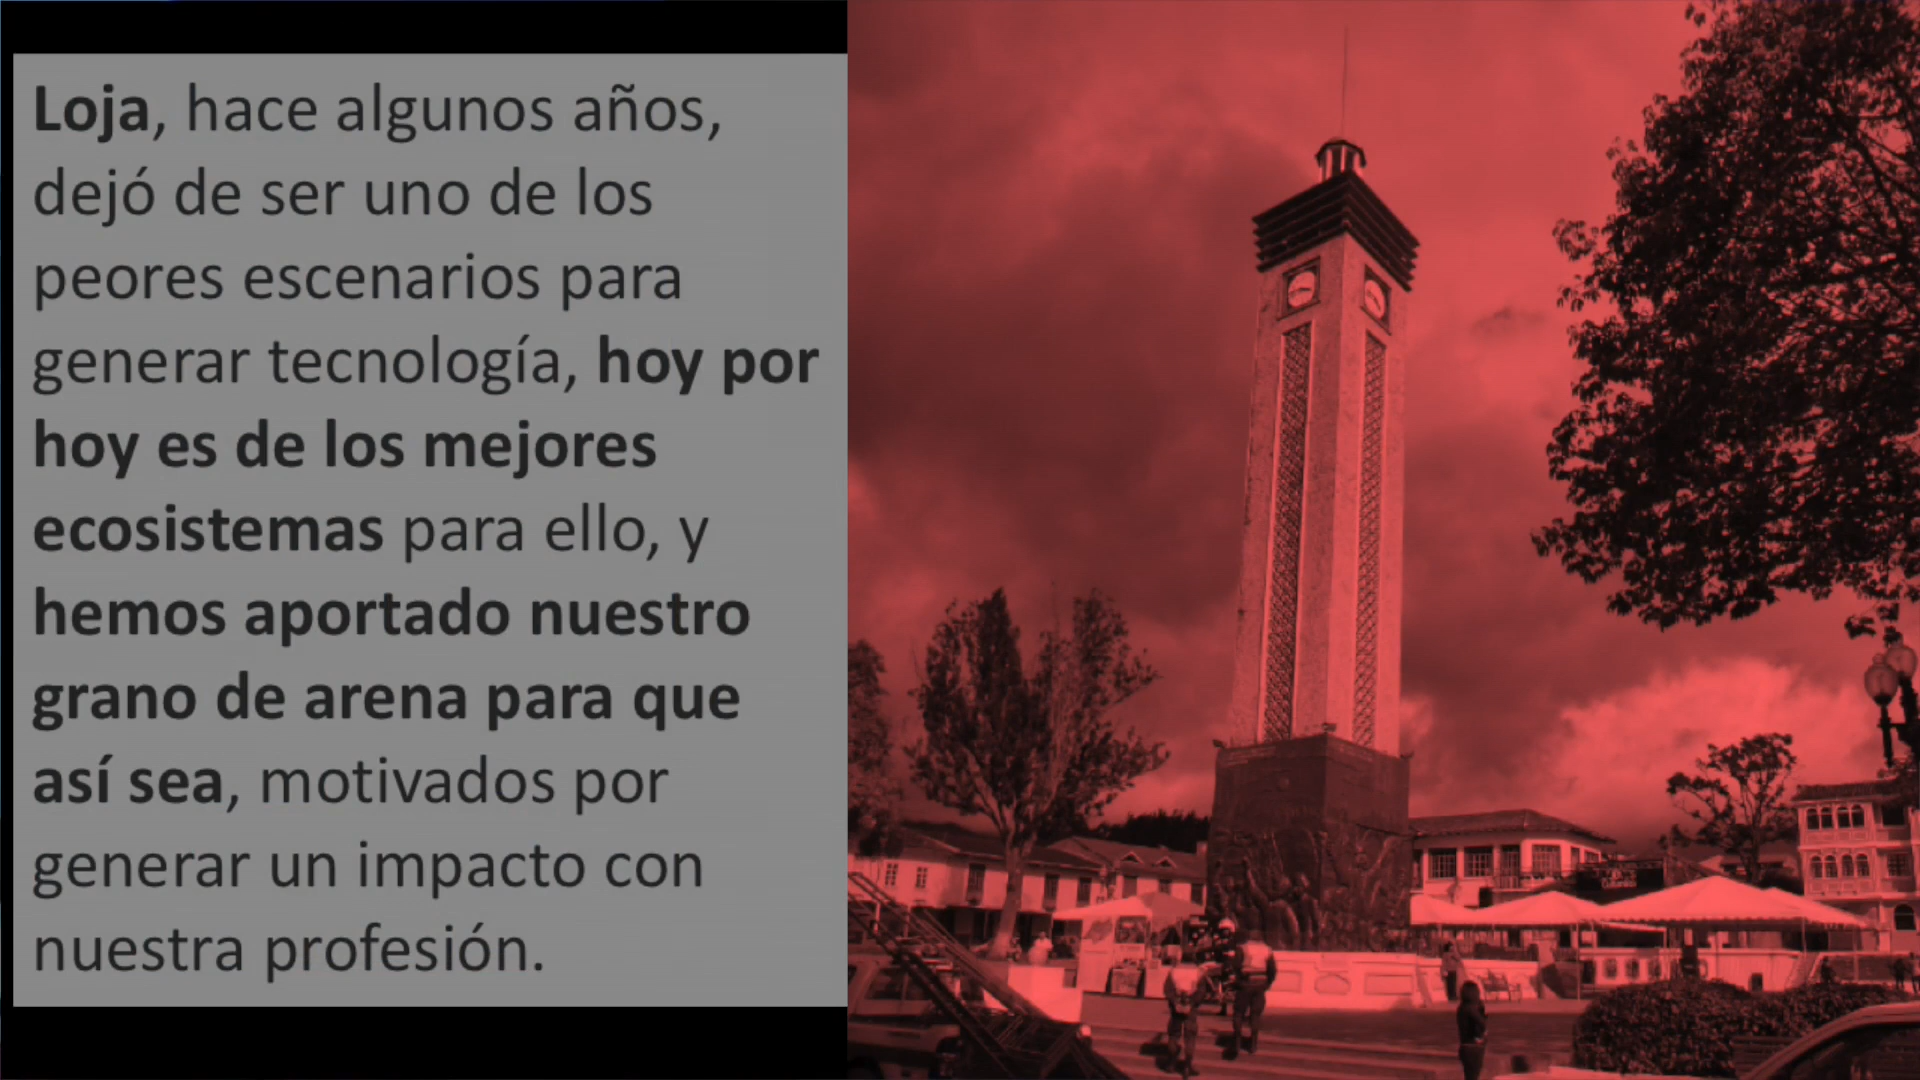 Loja, hace algunos años,
dejó de ser uno de los
peores escenarios para
generar tecnología, hoy por
hoy es de los mejores
ecosistemas para ello, y
hemos aportado nuestro
grano de arena para que
así sea, motivados por
generar un impacto con
nuestra profesión.